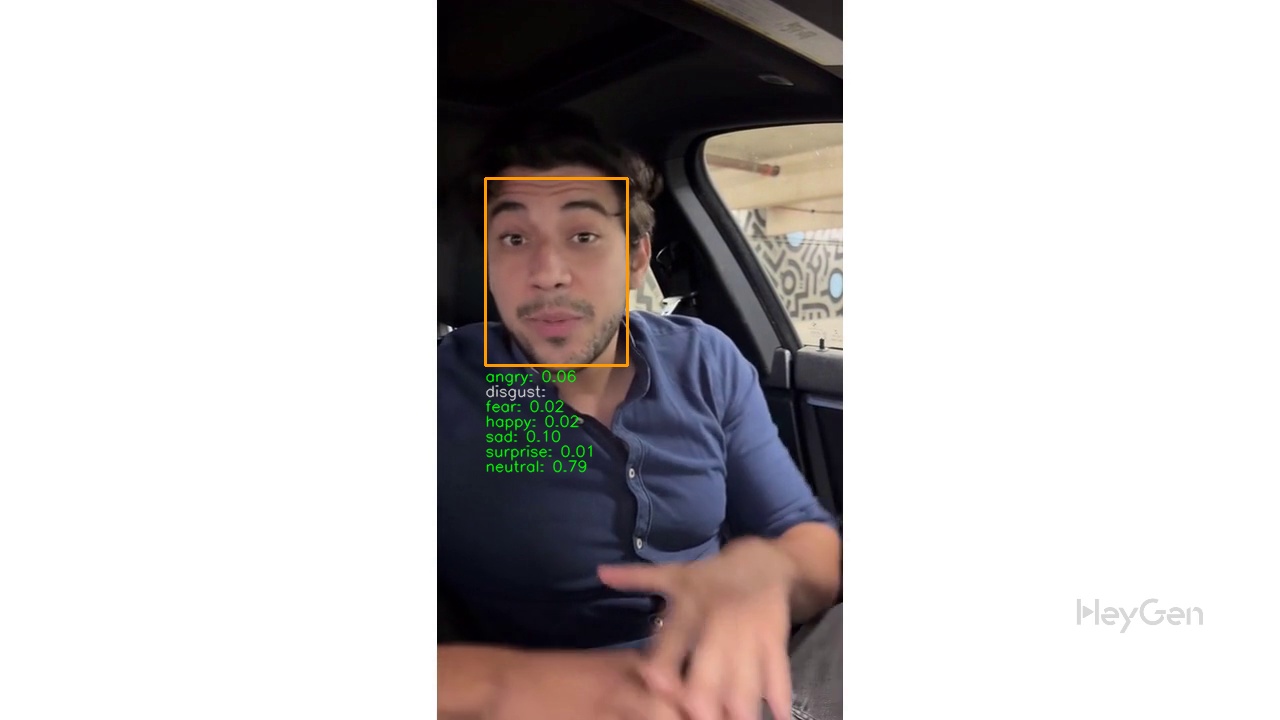 angry: 0.06
disgust:
fear: 0.02
happy: 0.02
sad: 0.10
surprise: 0.01
neutral: 0.79
HeyGen